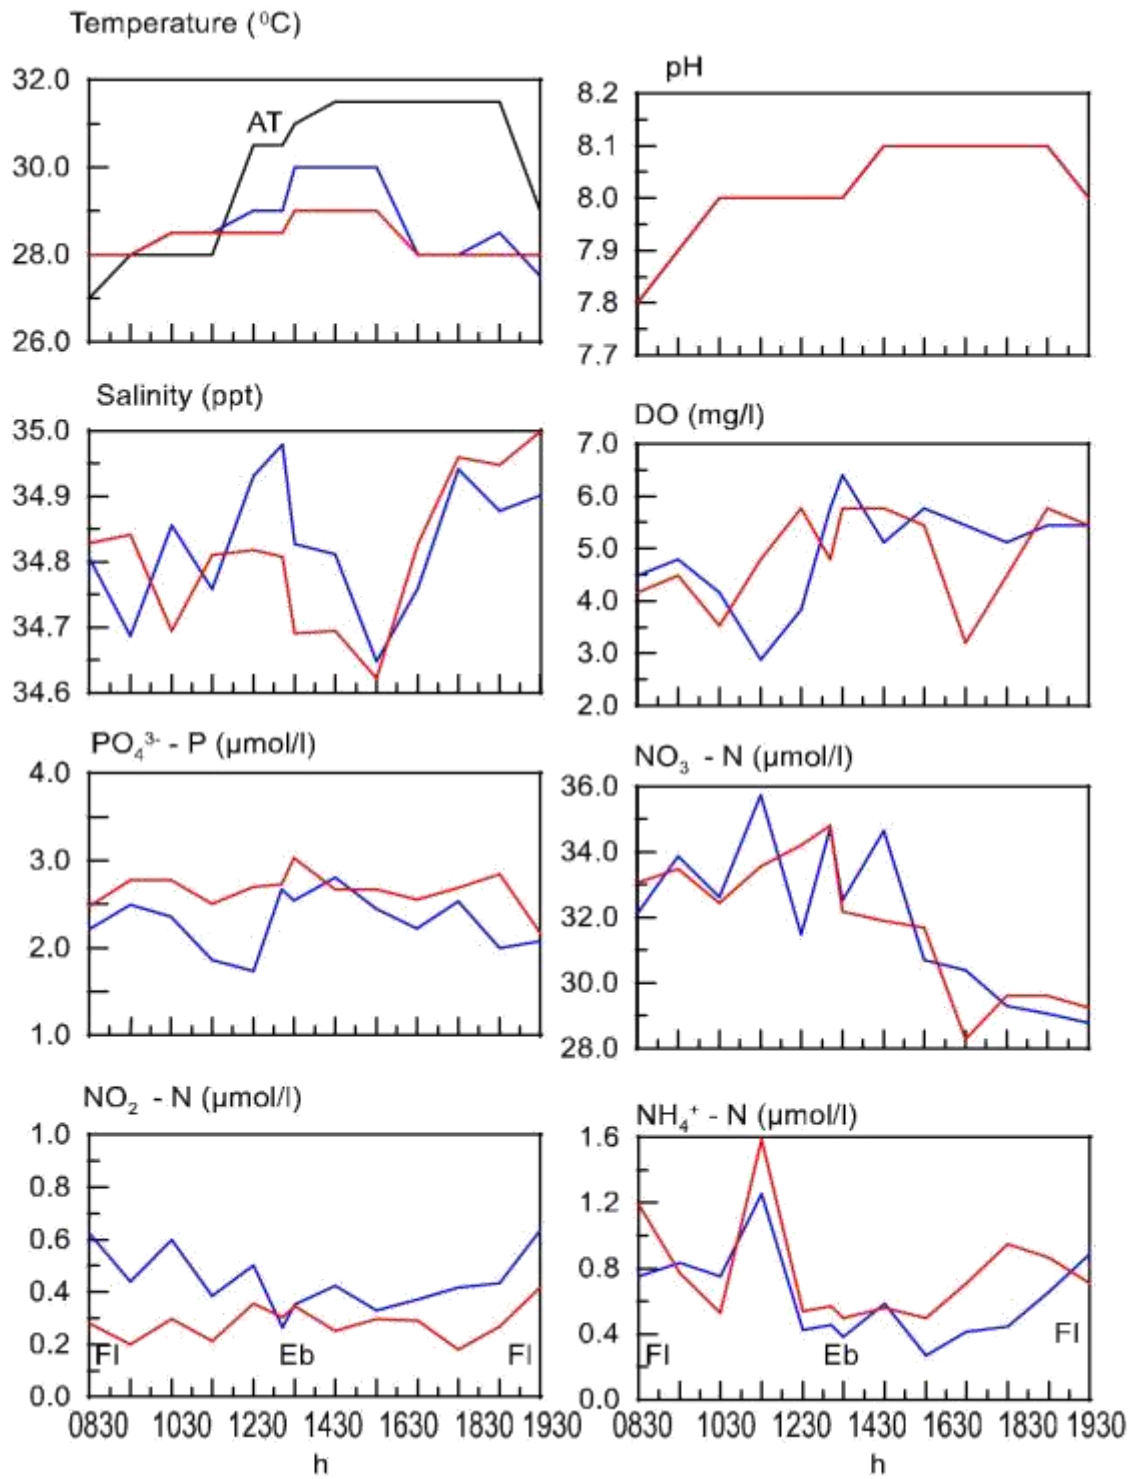 Temperature (⁰C)
32.0
30.0
28.0
26.0
AT
pH
8.2
8.1
8.0
7.9
7.8
7.7
Salinity (ppt)
35.0
34.9
34.8
34.7
34.6
DO (mg/l)
7.0
6.0
5.0
4.0
3.0
2.0
PO₄³⁻ - P (µmol/l)
4.0
3.0
2.0
1.0
NO₃ - N (µmol/l)
36.0
34.0
32.0
30.0
28.0
NO₂ - N (µmol/l)
1.0
0.8
0.6
0.4
0.2
0.0
Fl Eb Fl
0830 1030 1230 1430 1630 1930
h
NH₄⁺ - N (µmol/l)
1.6
1.2
0.8
0.4
0.0
Fl Eb Fl
0830 1030 1230 1430 1630 1830 1930
h